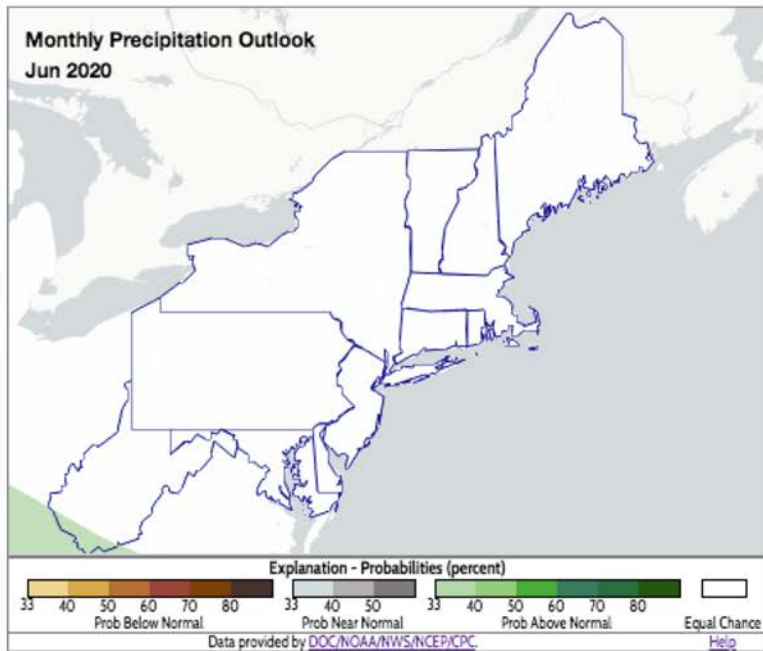 Monthly Precipitation Outlook
Jun 2020
Explanation - Probabilities (percent)
33 40 50 60 70 80 33 40 50 33 40 50 60 70 80
Prob Below Normal Prob Near Normal Prob Above Normal Equal Chance
Data provided by DOC/NOAA/NWS/NCEP/CPC. Help